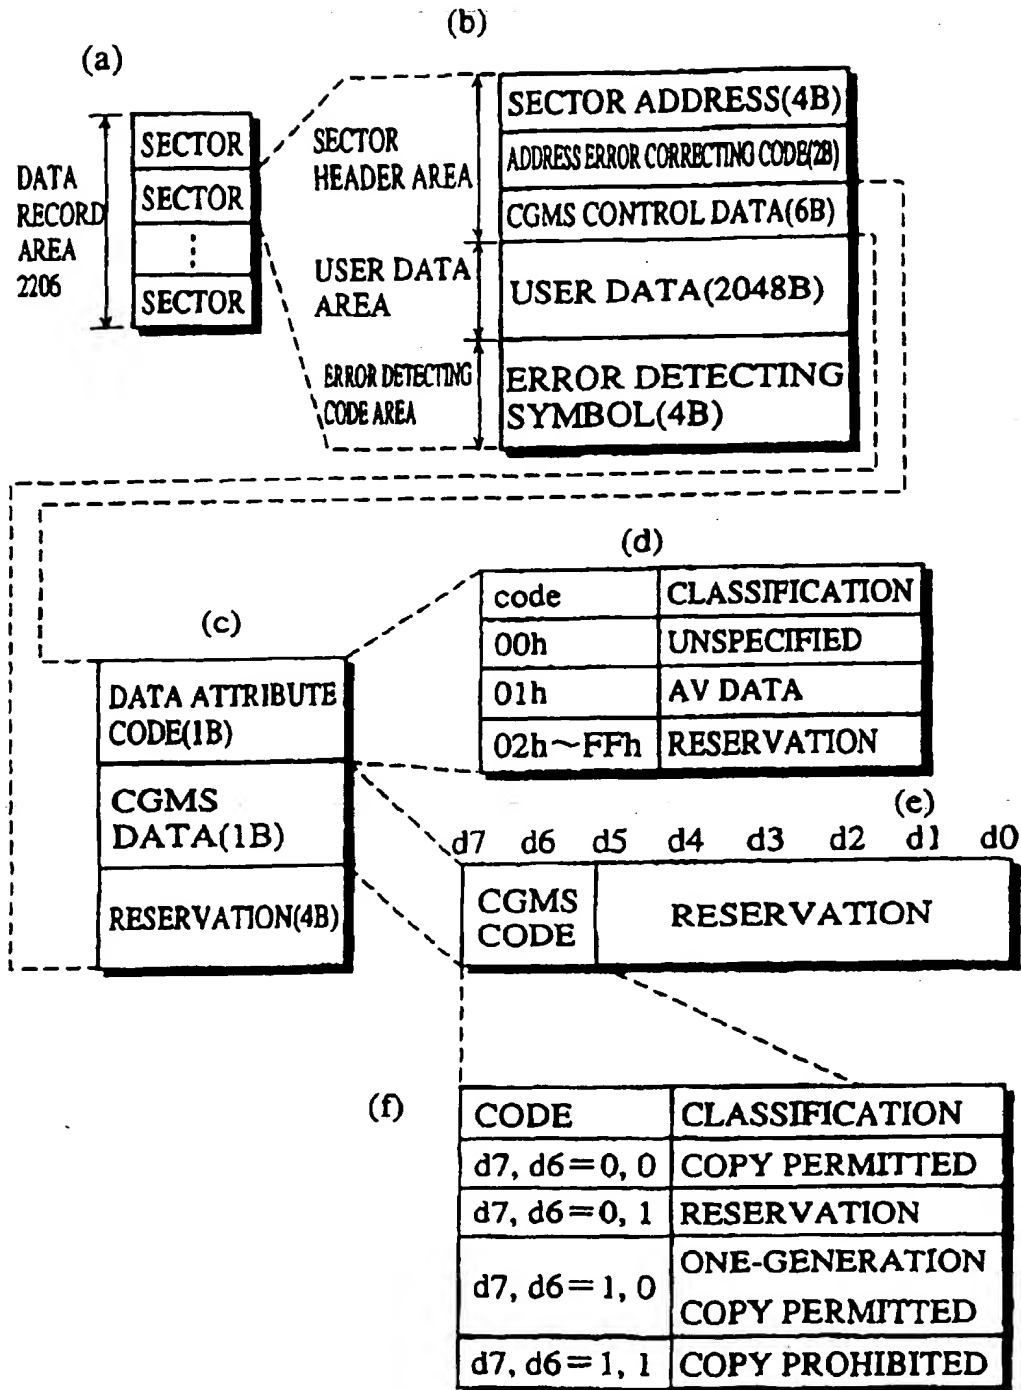 (a)
DATA
RECORD
AREA
2206
SECTOR
SECTOR
SECTOR
(b)
SECTOR
HEADER AREA
USER DATA
AREA
ERROR DETECTING
CODE AREA
SECTOR ADDRESS(4B)
ADDRESS ERROR CORRECTING CODE(2B)
CGMS CONTROL DATA(6B)
USER DATA(2048B)
ERROR DETECTING
SYMBOL(4B)
(c)
DATA ATTRIBUTE
CODE(1B)
CGMS
DATA(1B)
RESERVATION(4B)
(d)
code CLASSIFICATION
00h UNSPECIFIED
01h AV DATA
02h~FFh RESERVATION
(e)
d7 d6 d5 d4 d3 d2 d1 d0
CGMS
CODE
RESERVATION
(f)
CODE CLASSIFICATION
d7, d6=0, 0 COPY PERMITTED
d7, d6=0, 1 RESERVATION
d7, d6=1, 0 ONE-GENERATION
COPY PERMITTED
d7, d6=1, 1 COPY PROHIBITED